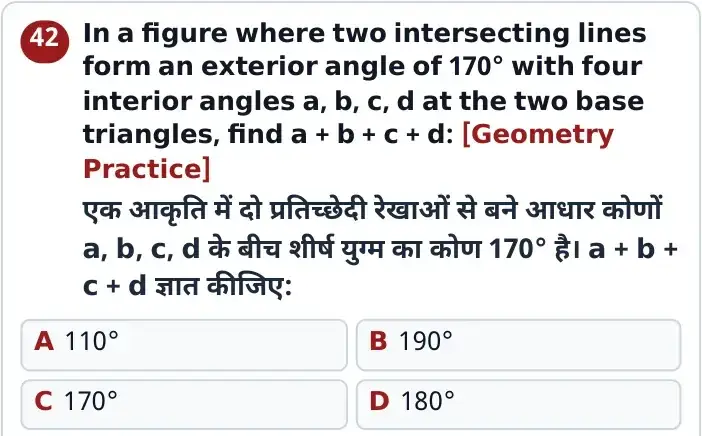 42 In a figure where two intersecting lines
form an exterior angle of 170° with four
interior angles a, b, c, d at the two base
triangles, find a + b + c + d: [Geometry
Practice]
एक आकृति में दो प्रतिच्छेदी रेखाओं से बने आधार कोणों
a, b, c, d के बीच शीर्ष युग्म का कोण 170° है। a + b +
c + d ज्ञात कीजिए:
A 110°
B 190°
C 170°
D 180°